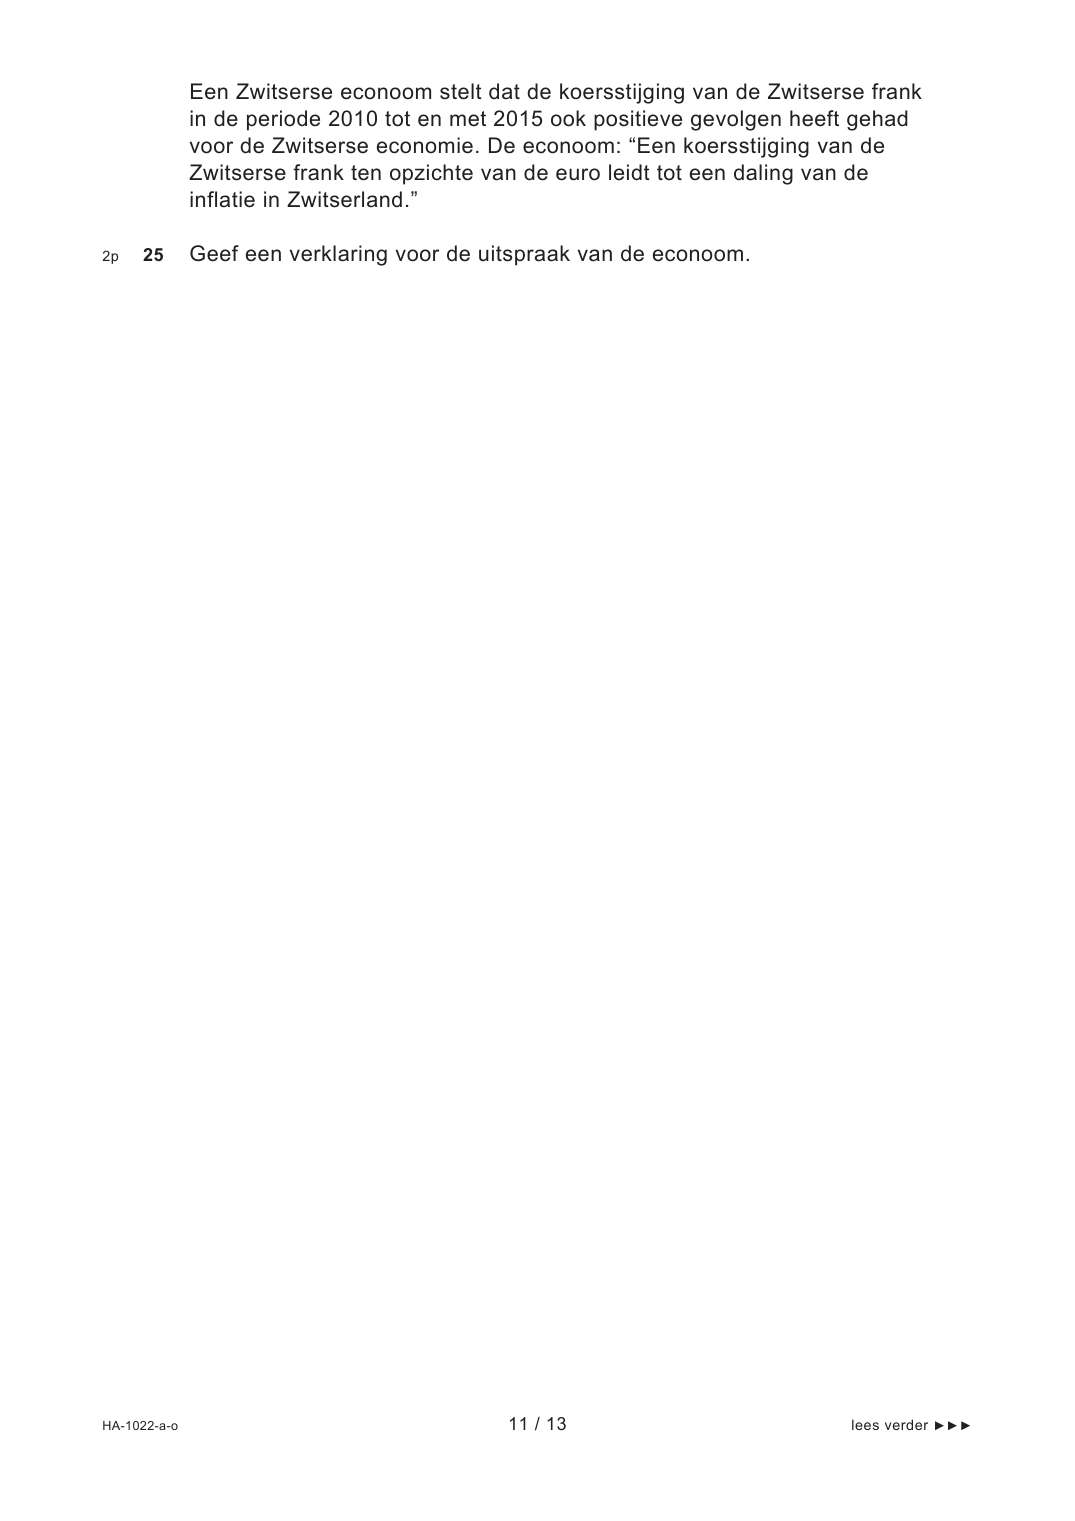 Een Zwitserse econoom stelt dat de koersstijging van de Zwitserse frank
in de periode 2010 tot en met 2015 ook positieve gevolgen heeft gehad
voor de Zwitserse economie. De econoom: “Een koersstijging van de
Zwitserse frank ten opzichte van de euro leidt tot een daling van de
inflatie in Zwitserland.”
2p 25 Geef een verklaring voor de uitspraak van de econoom.
HA-1022-a-o 11 / 13 lees verder ►►►